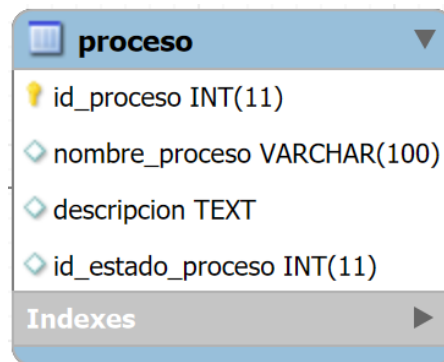 proceso
id_proceso INT(11)
nombre_proceso VARCHAR(100)
descripcion TEXT
id_estado_proceso INT(11)
Indexes